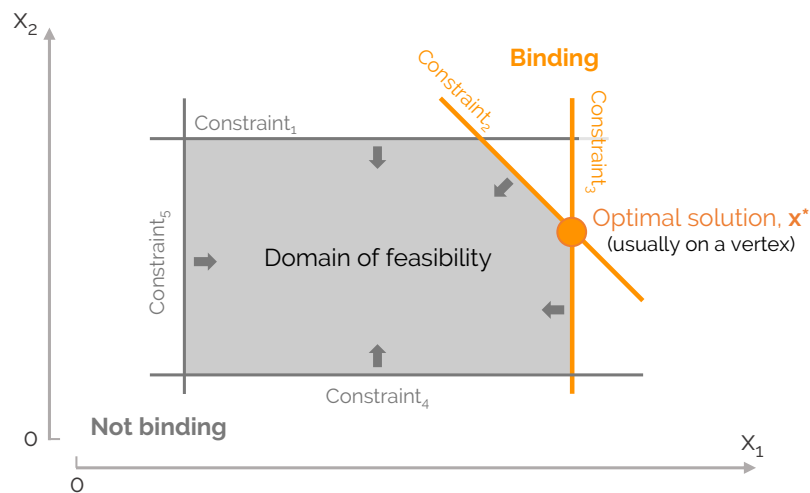 X₂
Binding
Constraint₂
Constraint₃
Constraint₁
Optimal solution, x*
(usually on a vertex)
Constraint₅
Domain of feasibility
Constraint₄
Not binding
0
X₁
0